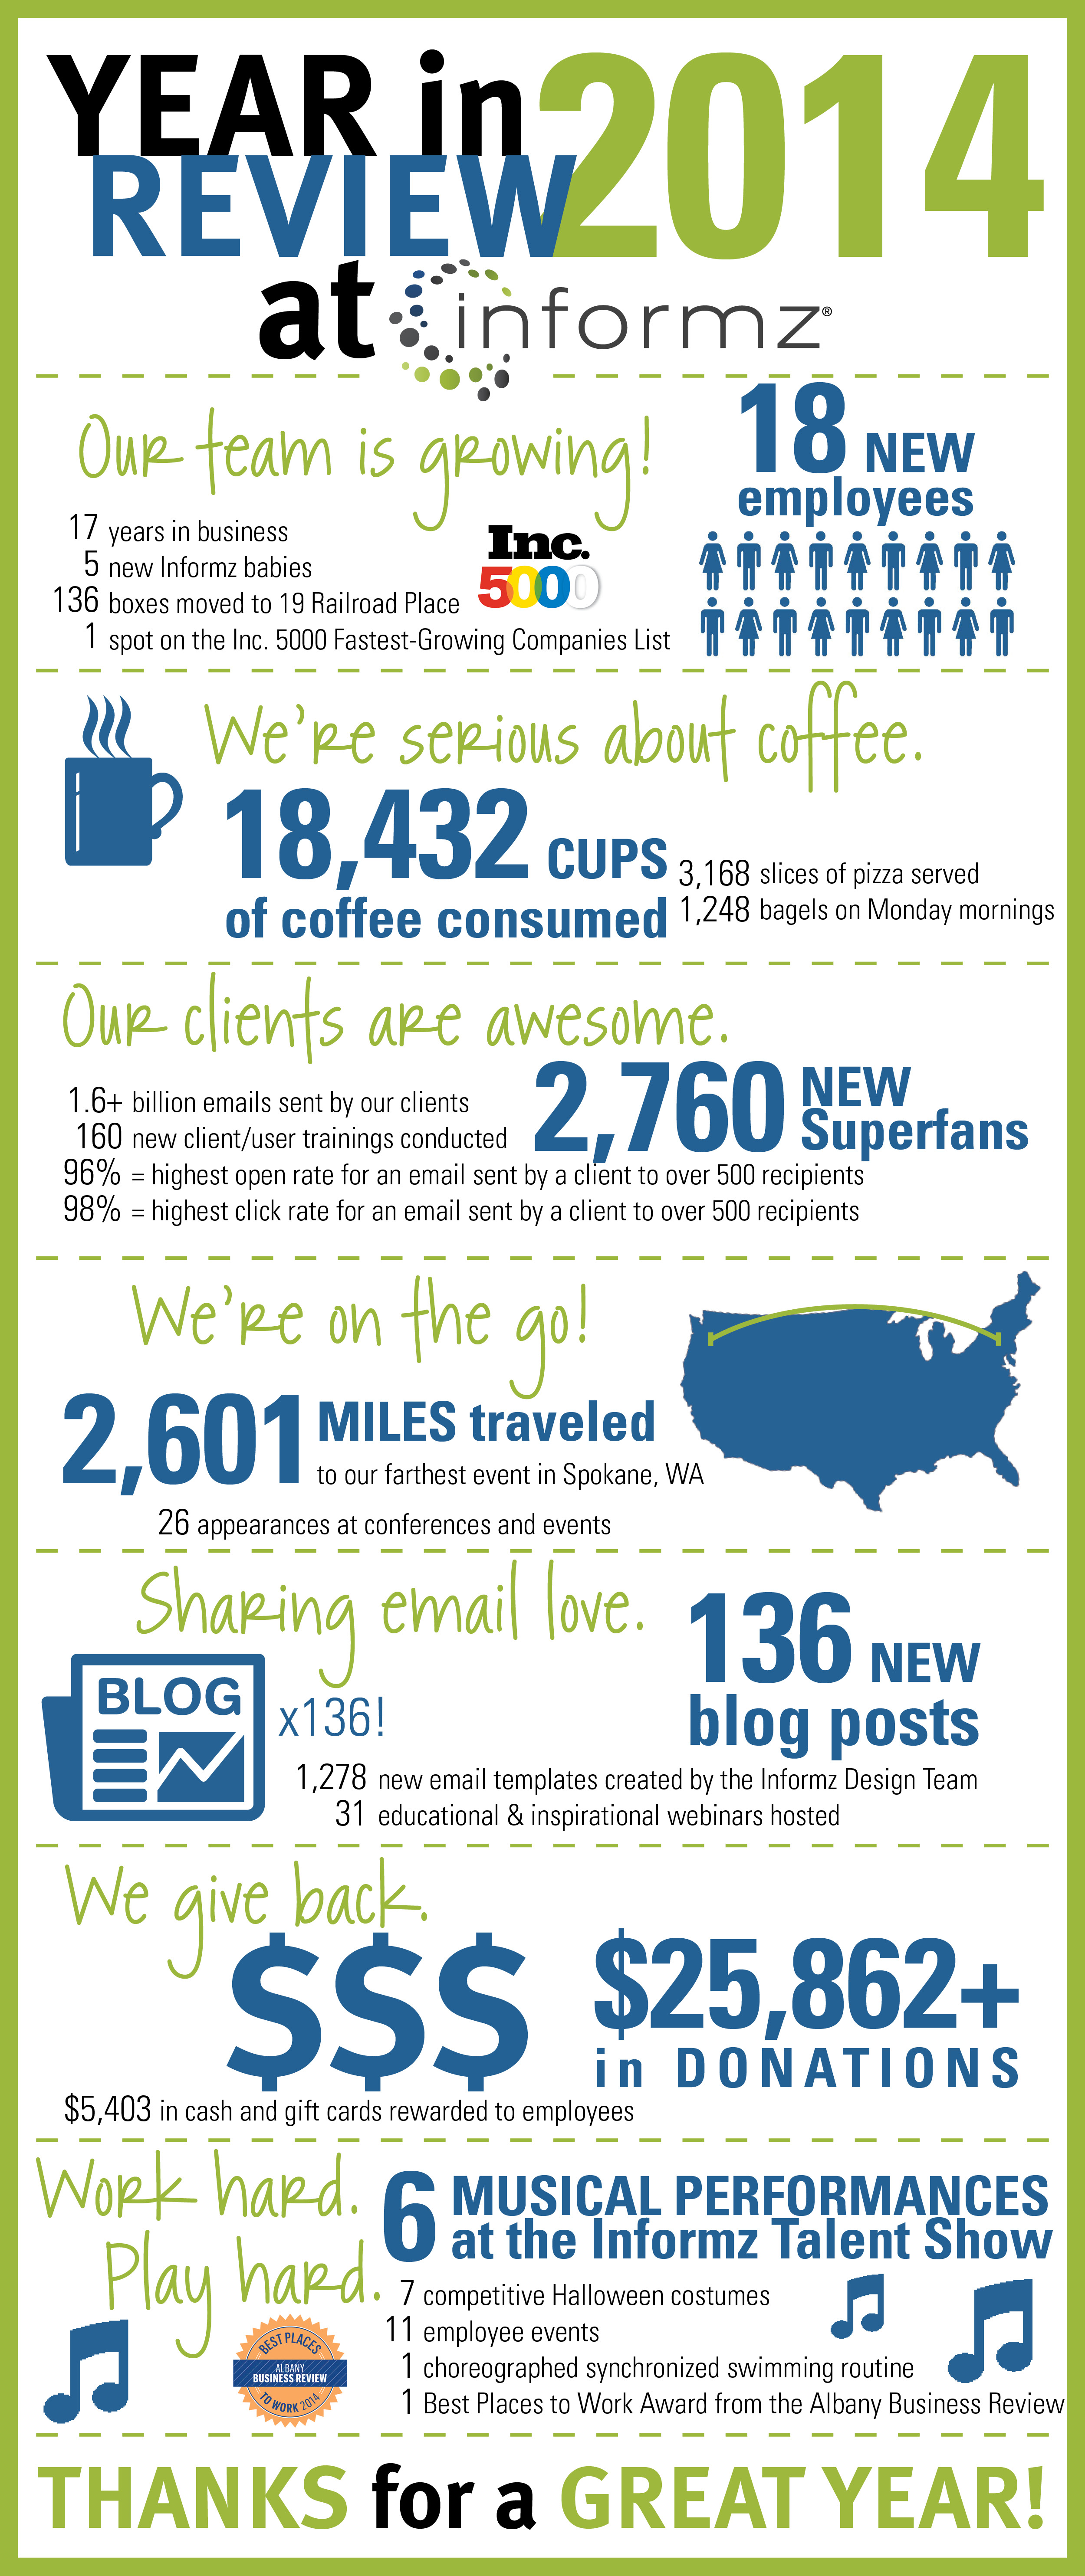 YEAR in 2014
REVIEW
at informz®
Our team is growing!
18 NEW
employees
17 years in business
5 new Informz babies
136 boxes moved to 19 Railroad Place
1 spot on the Inc. 5000 Fastest-Growing Companies List
Inc.
5000
We're serious about coffee.
18,432 CUPS
of coffee consumed
3,168 slices of pizza served
1,248 bagels on Monday mornings
Our clients are awesome.
2,760 NEW
Superfans
1.6+ billion emails sent by our clients
160 new client/user trainings conducted
96% = highest open rate for an email sent by a client to over 500 recipients
98% = highest click rate for an email sent by a client to over 500 recipients
We're on the go!
2,601 MILES traveled
to our farthest event in Spokane, WA
26 appearances at conferences and events
Sharing email love.
136 NEW
blog posts
BLOG
x136!
1,278 new email templates created by the Informz Design Team
31 educational & inspirational webinars hosted
We give back.
$$$
$25,862+
in DONATIONS
$5,403 in cash and gift cards rewarded to employees
Work hard.
Play hard.
6 MUSICAL PERFORMANCES
at the Informz Talent Show
7 competitive Halloween costumes
11 employee events
1 choreographed synchronized swimming routine
1 Best Places to Work Award from the Albany Business Review
BEST PLACES
ALBANY
BUSINESS REVIEW
TO WORK 2014
THANKS for a GREAT YEAR!